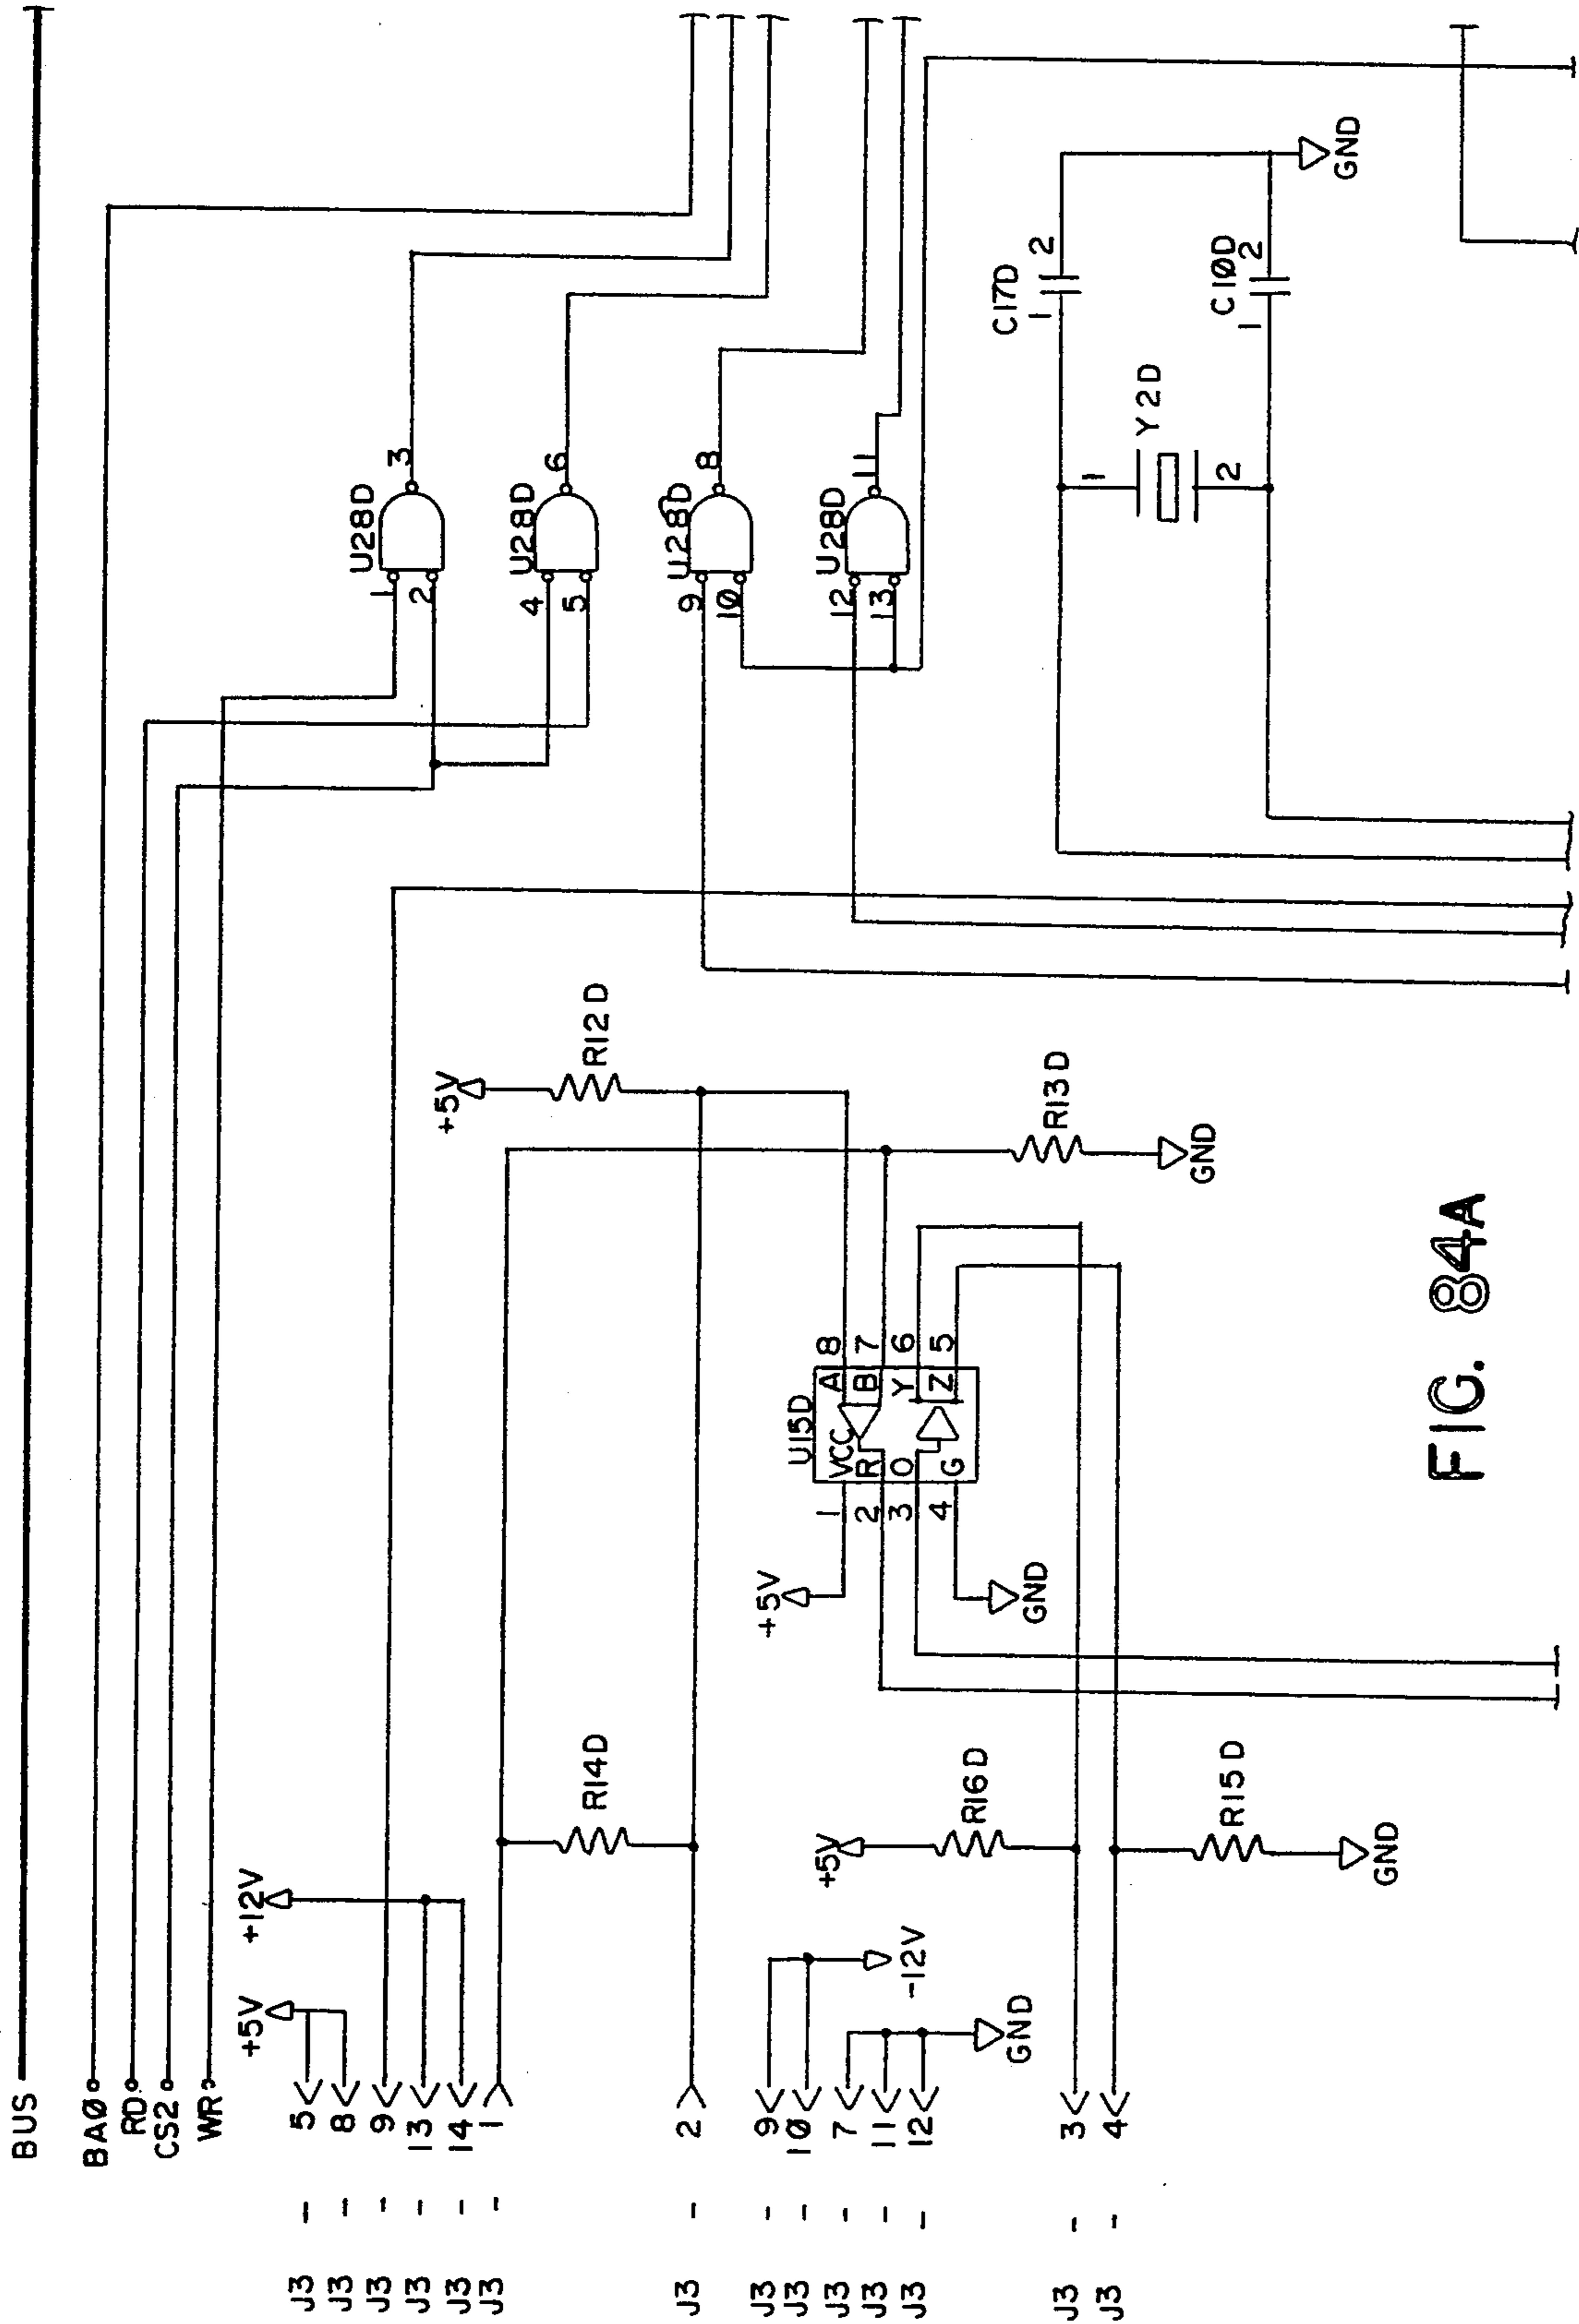 BUS
BAØ
RD
CS2
WR
J3 - 5
J3 - 8
J3 - 9
J3 - 13
J3 - 14
J3 - 1
J3 - 2
J3 - 9
J3 - 10
J3 - 7
J3 - 11
J3 - 12
J3 - 3
J3 - 4
+5V
+12V
-12V
GND
R14D
+5V
R16D
R15D
GND
+5V
GND
U15D
1 VCC A 8
2 R B 7
3 O Y 6
4 G Z 5
+5V
R12D
R13D
GND
U28D
1
2
3
U28D
4
5
6
U28D
9
10
8
U28D
12
13
11
C17D
1 2
Y2D
1
2
C1ØD
1 2
GND
FIG. 84A